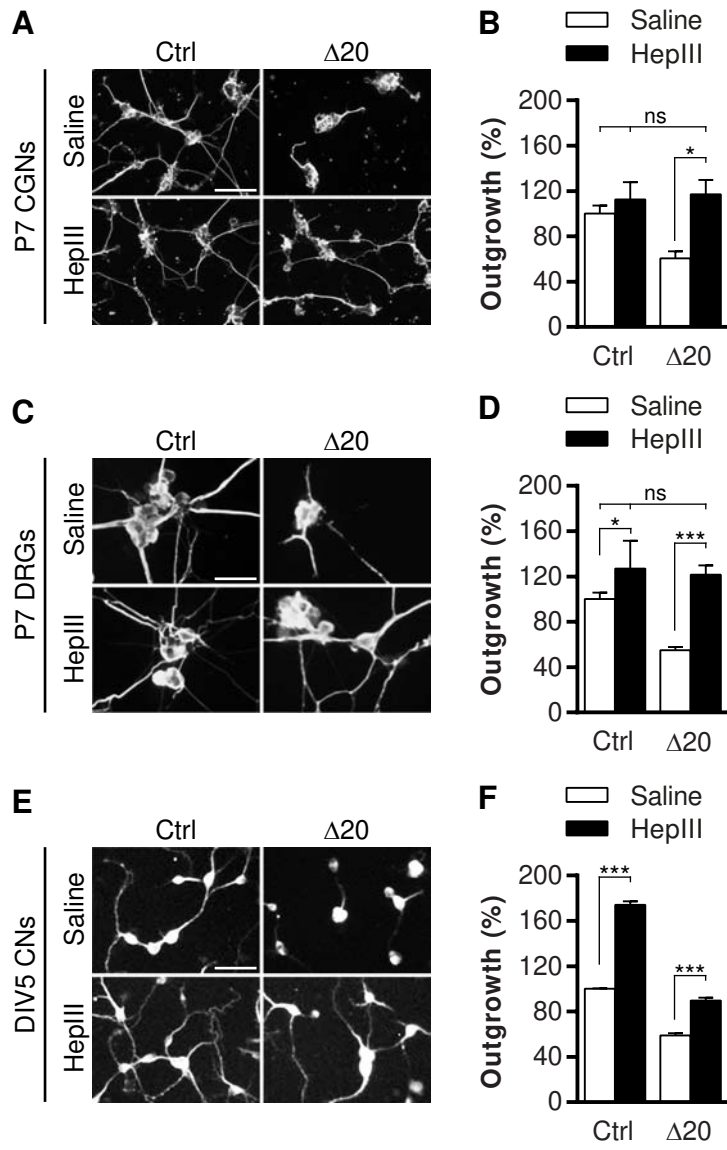 A
Ctrl
Δ20
P7 CGNs
Saline
HepIII
B
Saline
HepIII
Outgrowth (%)
200
160
120
80
40
0
ns
*
Ctrl
Δ20
C
Ctrl
Δ20
P7 DRGs
Saline
HepIII
D
Saline
HepIII
Outgrowth (%)
200
160
120
80
40
0
ns
*
***
Ctrl
Δ20
E
Ctrl
Δ20
DIV5 CNs
Saline
HepIII
F
Saline
HepIII
Outgrowth (%)
200
160
120
80
40
0
***
***
Ctrl
Δ20